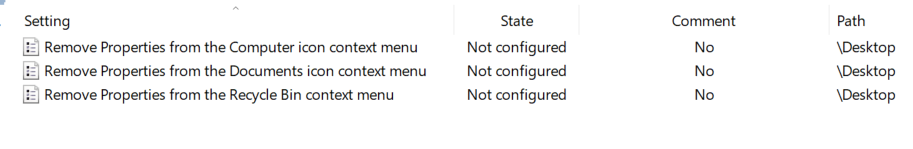 Setting State Comment Path
Remove Properties from the Computer icon context menu Not configured No \Desktop
Remove Properties from the Documents icon context menu Not configured No \Desktop
Remove Properties from the Recycle Bin context menu Not configured No \Desktop